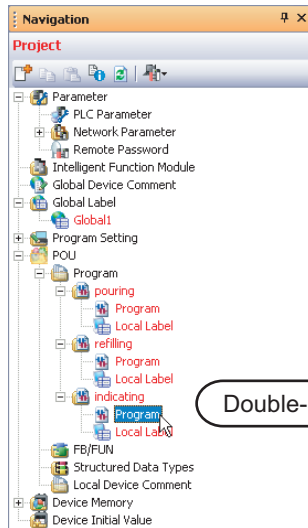 Navigation
Project
Parameter
PLC Parameter
Network Parameter
Remote Password
Intelligent Function Module
Global Device Comment
Global Label
Global1
Program Setting
POU
Program
pouring
Program
Local Label
refilling
Program
Local Label
indicating
Program
Double-
Local Label
FB/FUN
Structured Data Types
Local Device Comment
Device Memory
Device Initial Value